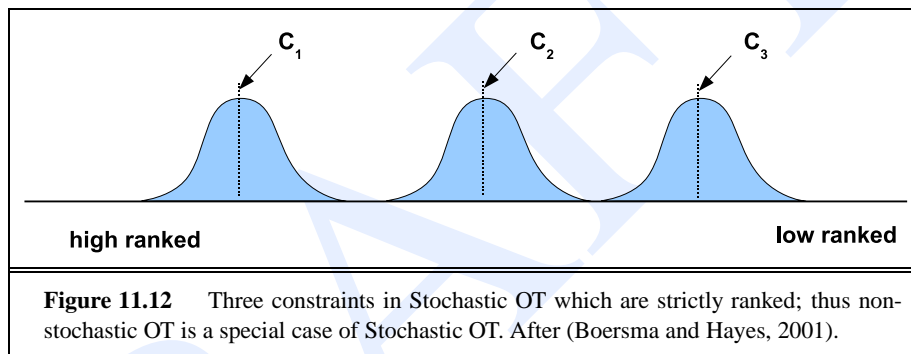 C1 C2 C3
high ranked low ranked
Figure 11.12 Three constraints in Stochastic OT which are strictly ranked; thus non-
stochastic OT is a special case of Stochastic OT. After (Boersma and Hayes, 2001).